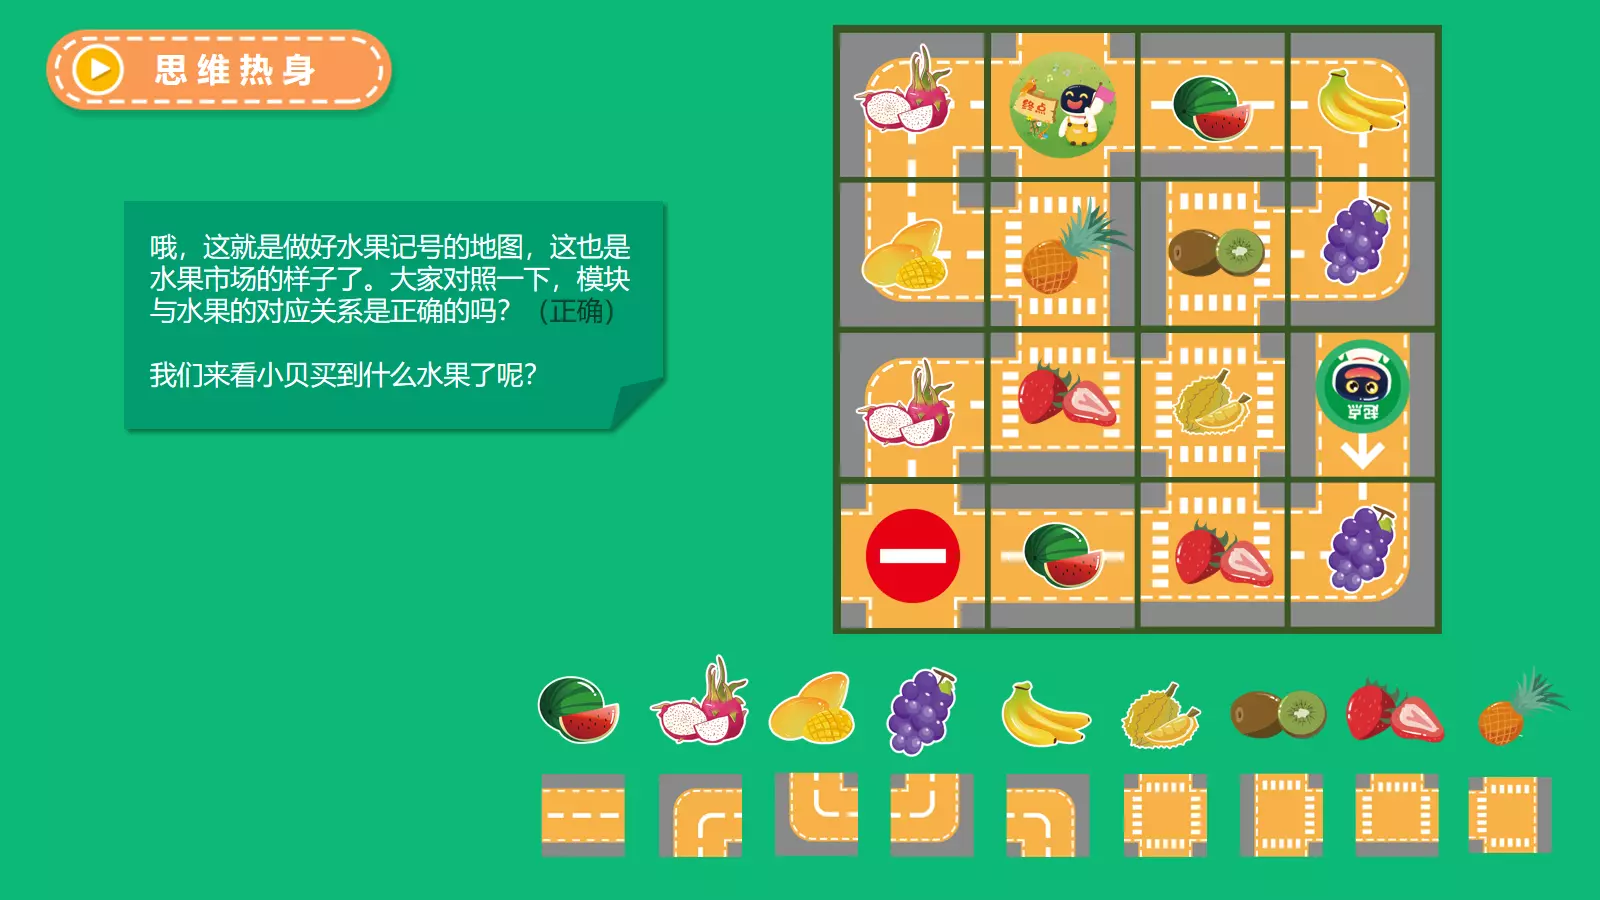 思维热身
哦，这就是做好水果记号的地图，这也是
水果市场的样子了。大家对照一下，模块
与水果的对应关系是正确的吗？（正确）
我们来看小贝买到什么水果了呢？
终点
起点